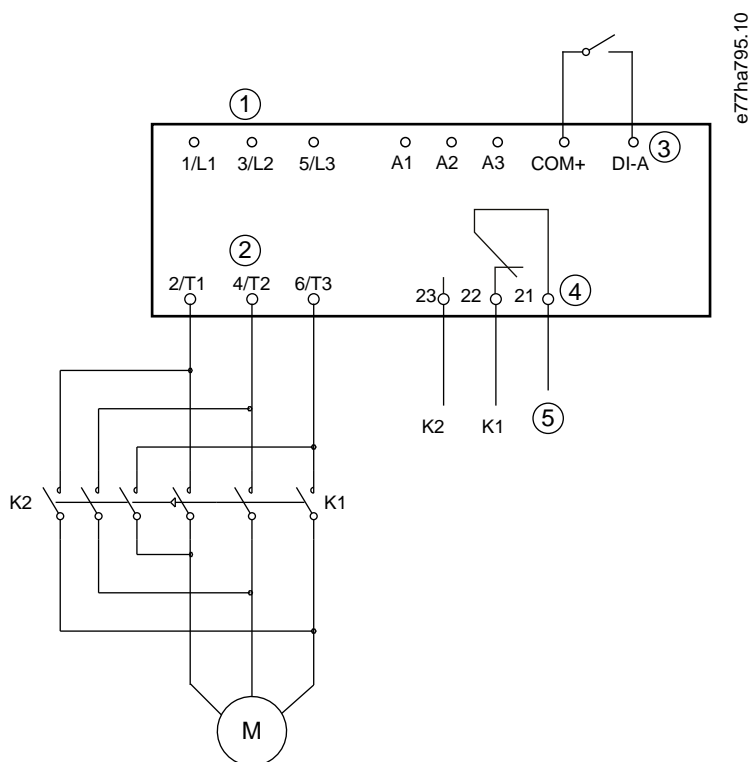 e77ha795.10
1
1/L1 3/L2 5/L3 A1 A2 A3 COM+ DI-A 3
2
2/T1 4/T2 6/T3 23 22 21 4
K2 K1 5
K2 K1
M